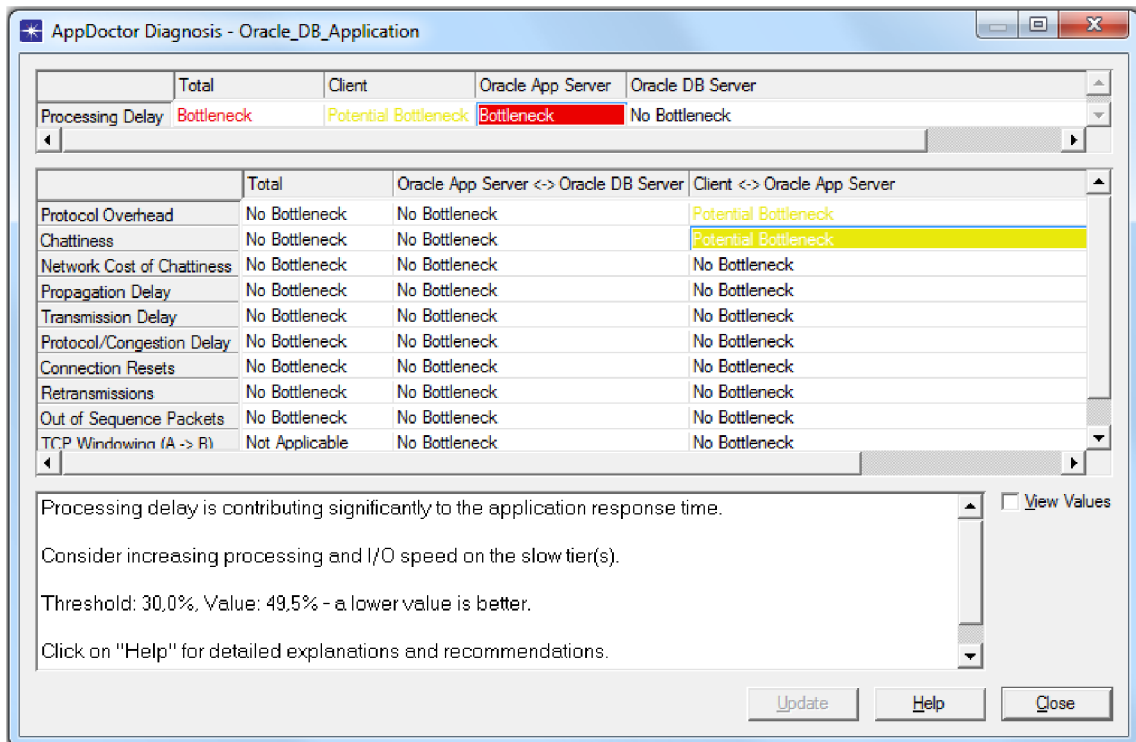 AppDoctor Diagnosis - Oracle_DB_Application
Total Client Oracle App Server Oracle DB Server
Processing Delay Bottleneck Potential Bottleneck Bottleneck No Bottleneck
Total Oracle App Server <-> Oracle DB Server Client <-> Oracle App Server
Protocol Overhead No Bottleneck No Bottleneck Potential Bottleneck
Chattiness No Bottleneck No Bottleneck Potential Bottleneck
Network Cost of Chattiness No Bottleneck No Bottleneck No Bottleneck
Propagation Delay No Bottleneck No Bottleneck No Bottleneck
Transmission Delay No Bottleneck No Bottleneck No Bottleneck
Protocol/Congestion Delay No Bottleneck No Bottleneck No Bottleneck
Connection Resets No Bottleneck No Bottleneck No Bottleneck
Retransmissions No Bottleneck No Bottleneck No Bottleneck
Out of Sequence Packets No Bottleneck No Bottleneck No Bottleneck
TCP Windowing (A -> B) Not Applicable No Bottleneck No Bottleneck
Processing delay is contributing significantly to the application response time.
View Values
Consider increasing processing and I/O speed on the slow tier(s).
Threshold: 30,0%, Value: 49,5% - a lower value is better.
Click on "Help" for detailed explanations and recommendations.
Update Help Close